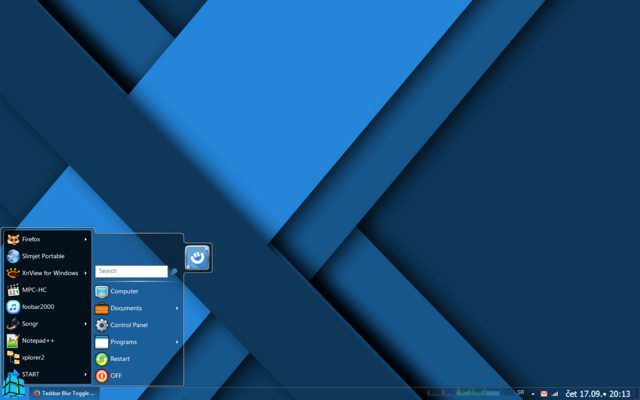 Firefox
Slimjet Portable
XnView for Windows
MPC-HC
foobar2000
Songr
Notepad++
xplorer2
START
Search
Computer
Documents
Control Panel
Programs
Restart
OFF
Taskbar Blur Toggle ...
SR
čet 17.09.• 20:13